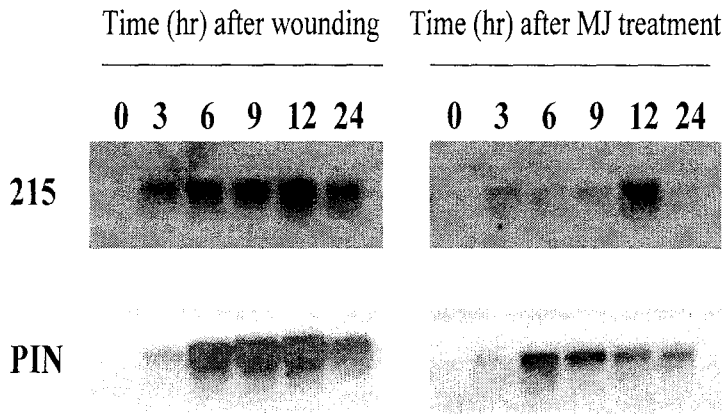 Time (hr) after wounding Time (hr) after MJ treatment
0 3 6 9 12 24 0 3 6 9 12 24
215
PIN